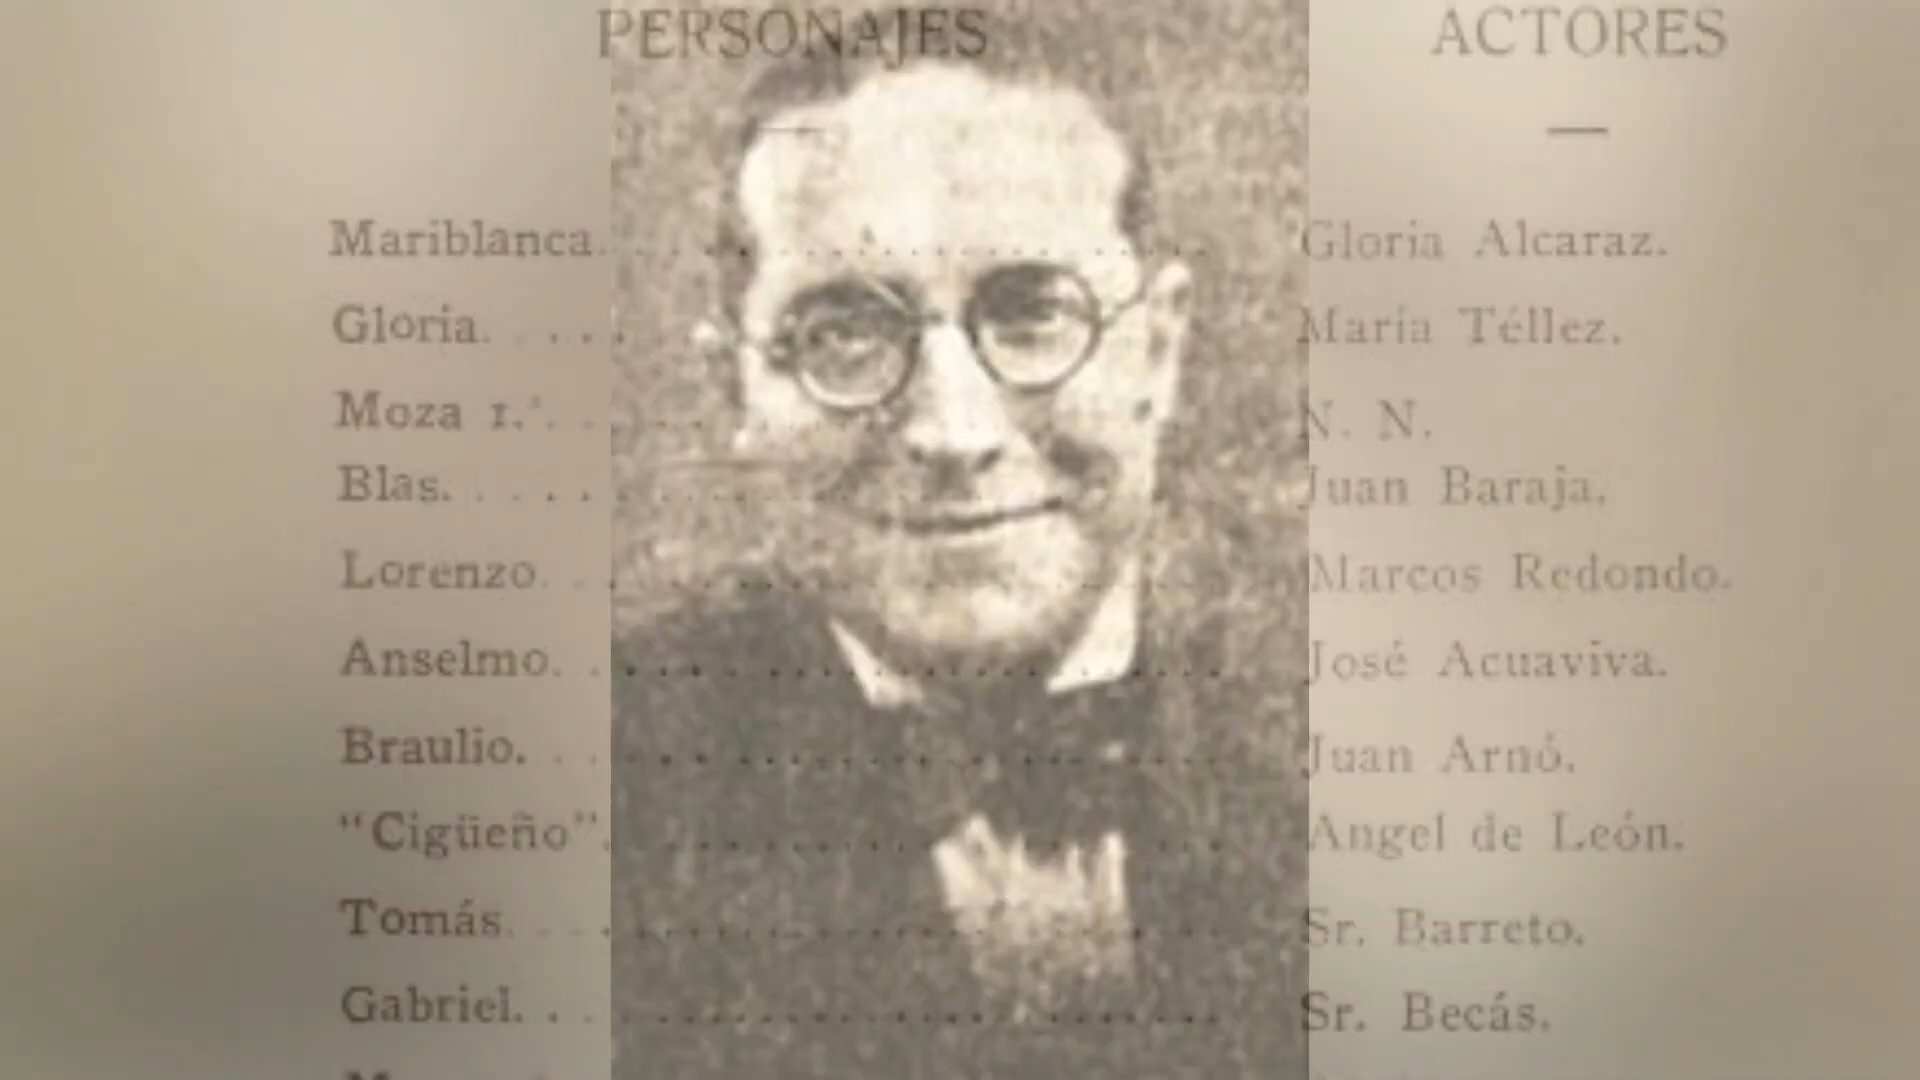 PERSONAJES ACTORES
Mariblanca. Gloria Alcaraz.
Gloria. María Téllez.
Moza 1.ª N. N.
Blas. Juan Baraja.
Lorenzo. Marcos Redondo.
Anselmo. José Acuaviva.
Braulio. Juan Arnó.
"Cigüeño". Angel de León.
Tomás. Sr. Barreto.
Gabriel. Sr. Becás.